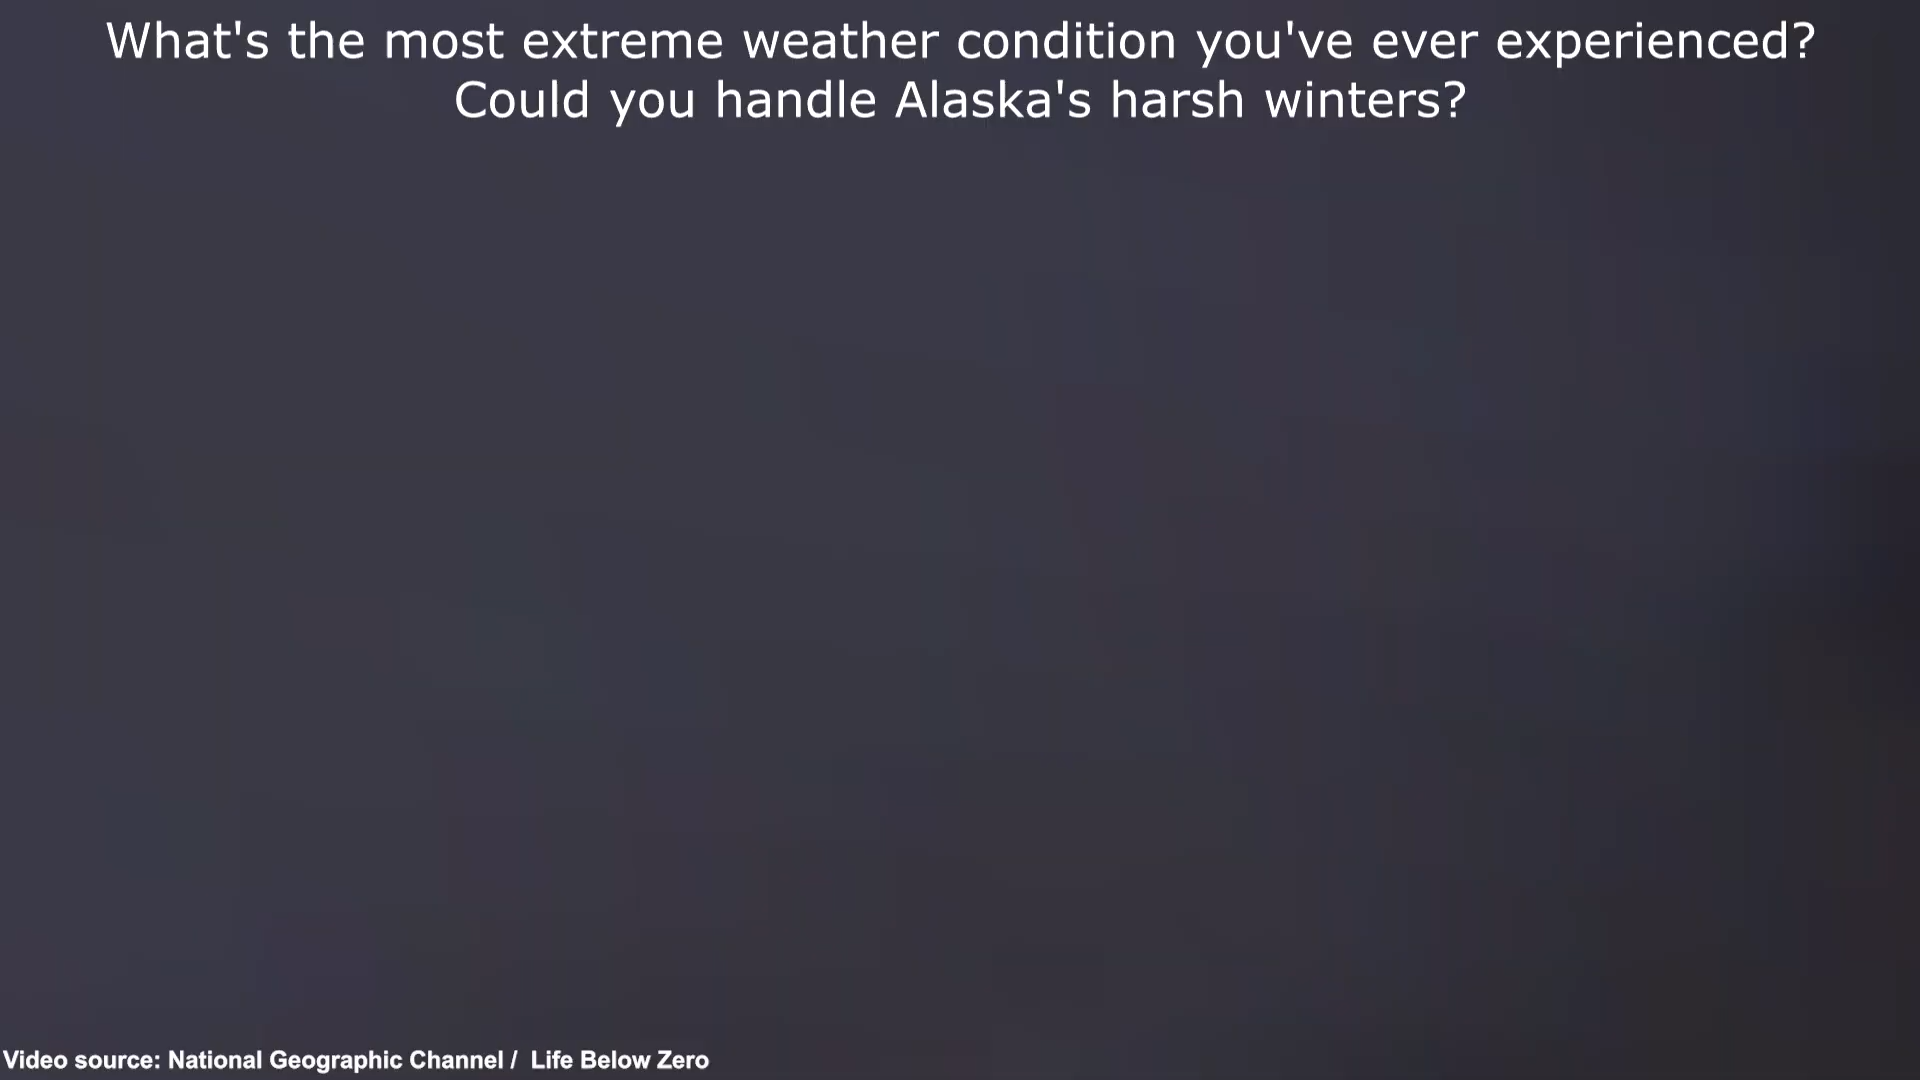 What's the most extreme weather condition you've ever experienced?
Could you handle Alaska's harsh winters?
Video source: National Geographic Channel / Life Below Zero